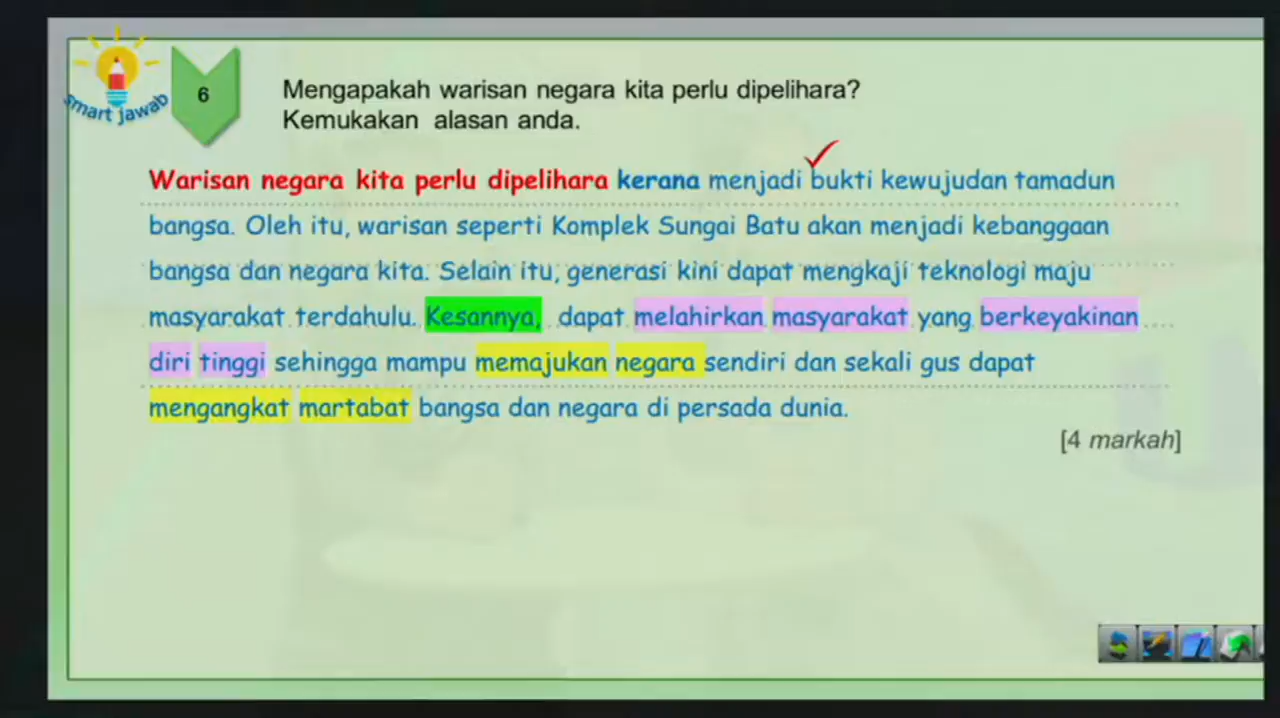 smart jawab
6
Mengapakah warisan negara kita perlu dipelihara?
Kemukakan alasan anda.
Warisan negara kita perlu dipelihara kerana menjadi bukti kewujudan tamadun
bangsa. Oleh itu, warisan seperti Komplek Sungai Batu akan menjadi kebanggaan
bangsa dan negara kita. Selain itu, generasi kini dapat mengkaji teknologi maju
masyarakat terdahulu. Kesannya, dapat melahirkan masyarakat yang berkeyakinan
diri tinggi sehingga mampu memajukan negara sendiri dan sekali gus dapat
mengangkat martabat bangsa dan negara di persada dunia.
[4 markah]